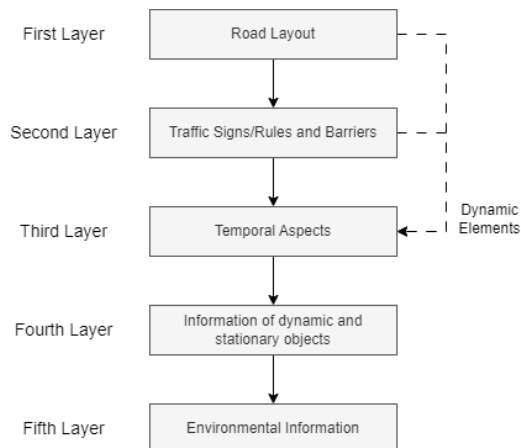 First Layer
Road Layout
Second Layer
Traffic Signs/Rules and Barriers
Third Layer
Temporal Aspects
Dynamic
Elements
Fourth Layer
Information of dynamic and
stationary objects
Fifth Layer
Environmental Information